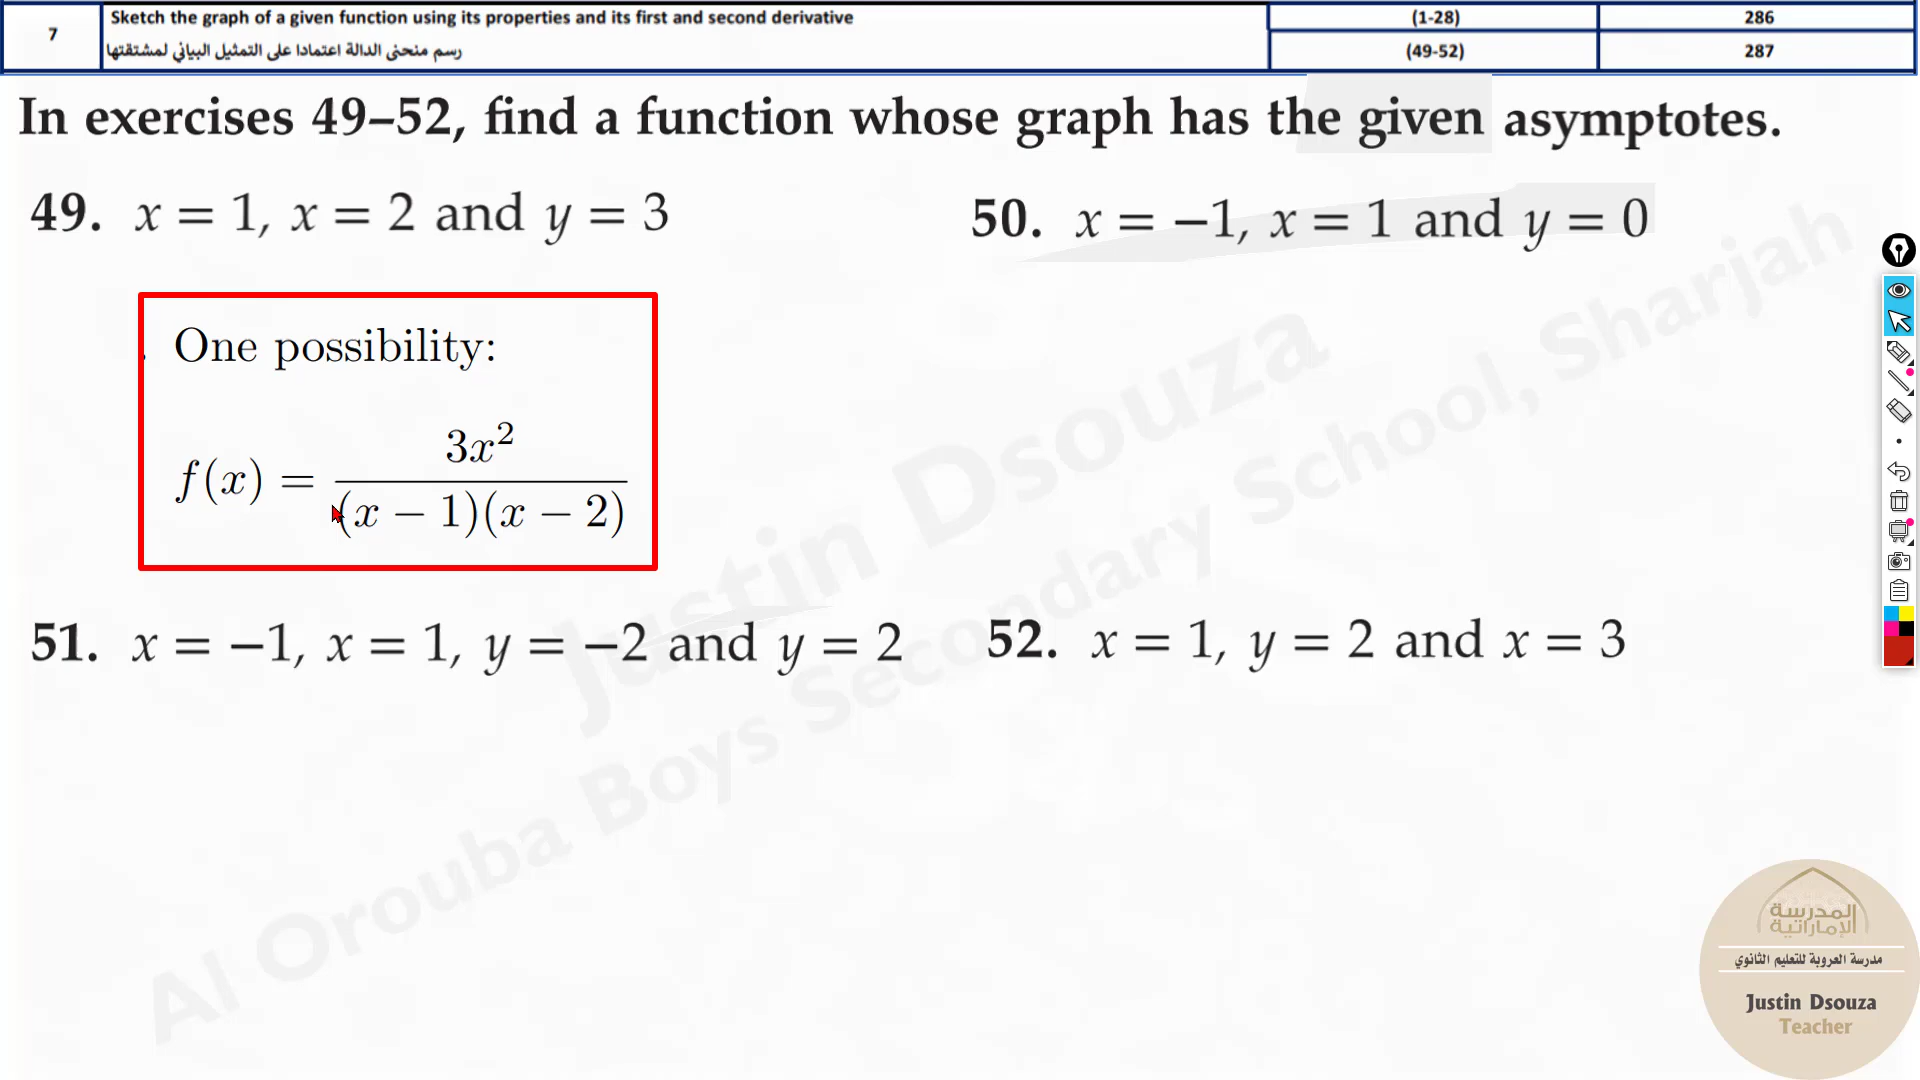 7
Sketch the graph of a given function using its properties and its first and second derivative
رسم منحنى الدالة اعتمادا على التمثيل البياني لمشتقتها
(1-28)
286
(49-52)
287
In exercises 49–52, find a function whose graph has the given asymptotes.
49. x = 1, x = 2 and y = 3
50. x = −1, x = 1 and y = 0
One possibility:
f(x) = 3x² / (x − 1)(x − 2)
51. x = −1, x = 1, y = −2 and y = 2
52. x = 1, y = 2 and x = 3
Justin Dsouza
Al Orouba Boys Secondary School, Sharjah
المدرسة
الإماراتية
مدرسة العروبة للتعليم الثانوي
Justin Dsouza
Teacher